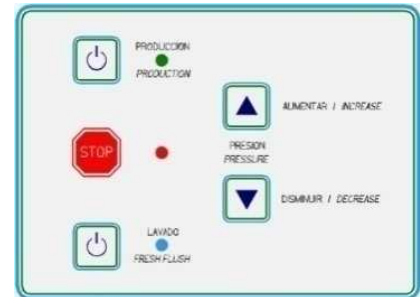 PRODUCCION
PRODUCTION
AUMENTAR / INCREASE
STOP
PRESION
PRESSURE
DISMINUIR / DECREASE
LAVADO
FRESH FLUSH